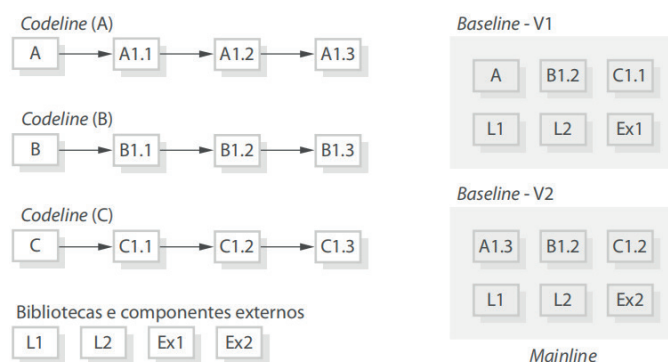 Codeline (A)
A A1.1 A1.2 A1.3
Codeline (B)
B B1.1 B1.2 B1.3
Codeline (C)
C C1.1 C1.2 C1.3
Bibliotecas e componentes externos
L1 L2 Ex1 Ex2
Baseline - V1
A B1.2 C1.1
L1 L2 Ex1
Baseline - V2
A1.3 B1.2 C1.2
L1 L2 Ex2
Mainline